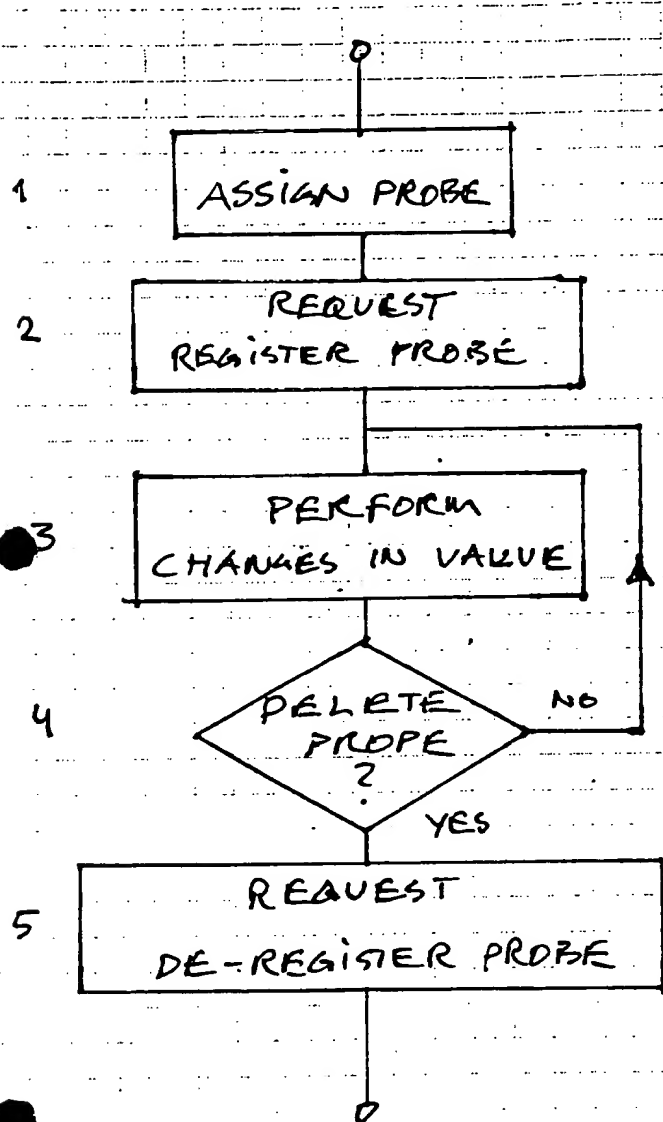 1
ASSIGN PROBE
2
REQUEST
REGISTER PROBE
3
PERFORM
CHANGES IN VALUE
4
DELETE
PROPE
?
NO
YES
5
REQUEST
DE-REGISTER PROBE